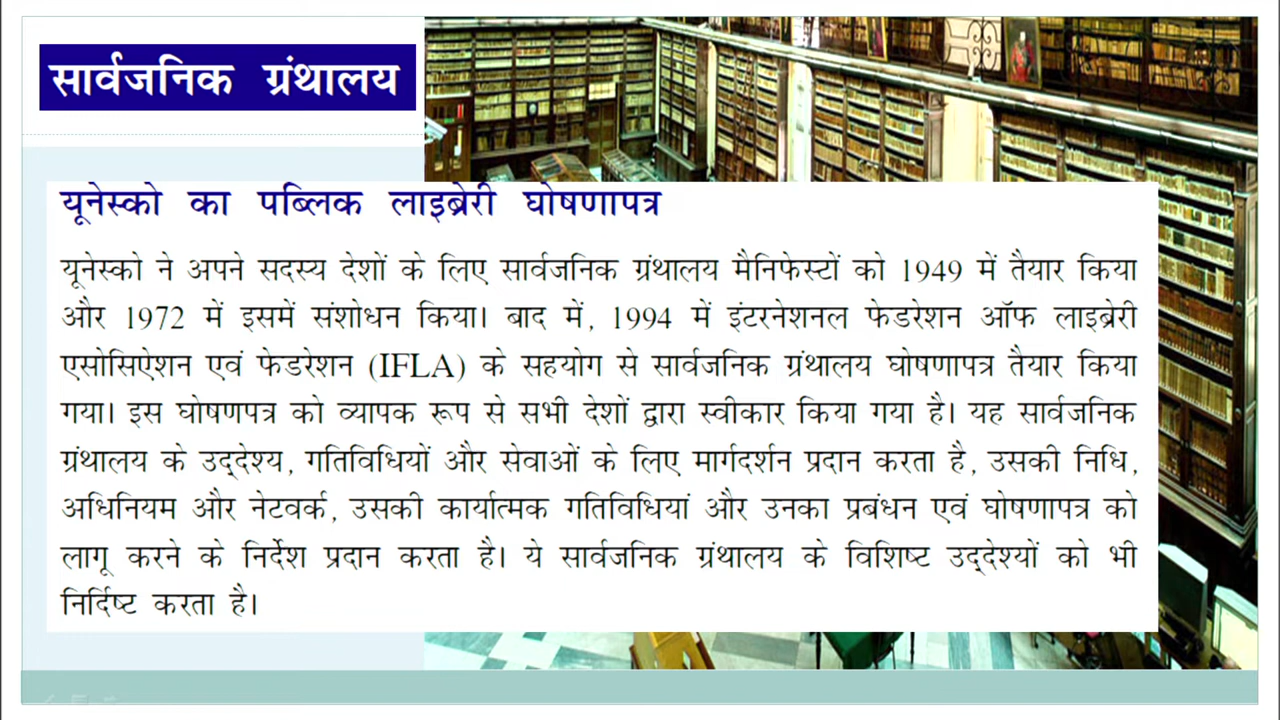 सार्वजनिक ग्रंथालय
यूनेस्को का पब्लिक लाइब्रेरी घोषणापत्र
यूनेस्को ने अपने सदस्य देशों के लिए सार्वजनिक ग्रंथालय मैनिफेस्टों को 1949 में तैयार किया
और 1972 में इसमें संशोधन किया। बाद में, 1994 में इंटरनेशनल फेडरेशन ऑफ लाइब्रेरी
एसोसिऐशन एवं फेडरेशन (IFLA) के सहयोग से सार्वजनिक ग्रंथालय घोषणापत्र तैयार किया
गया। इस घोषणपत्र को व्यापक रूप से सभी देशों द्वारा स्वीकार किया गया है। यह सार्वजनिक
ग्रंथालय के उद्देश्य, गतिविधियों और सेवाओं के लिए मार्गदर्शन प्रदान करता है, उसकी निधि,
अधिनियम और नेटवर्क, उसकी कार्यात्मक गतिविधियां और उनका प्रबंधन एवं घोषणापत्र को
लागू करने के निर्देश प्रदान करता है। ये सार्वजनिक ग्रंथालय के विशिष्ट उद्देश्यों को भी
निर्दिष्ट करता है।